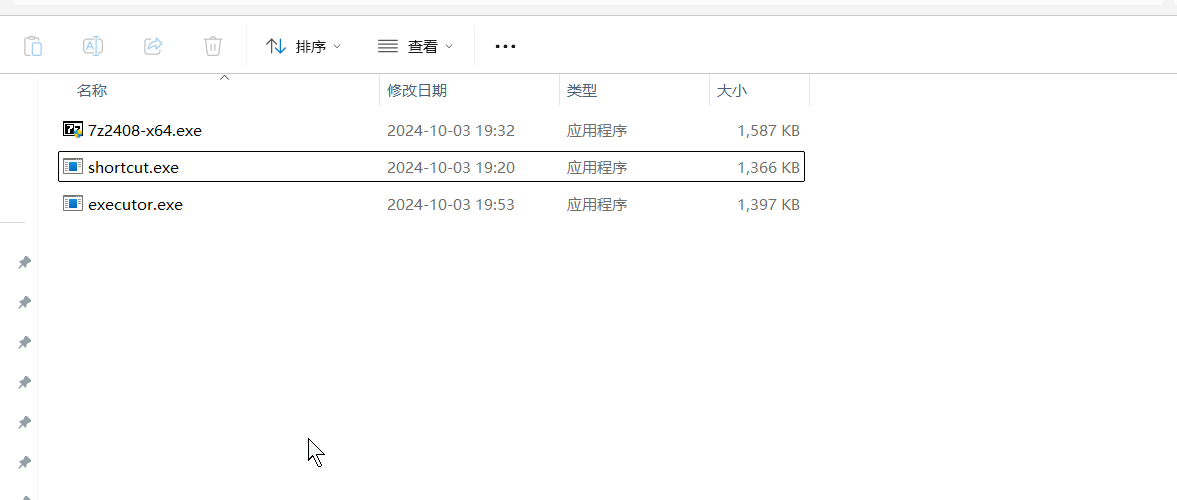 排序 查看
名称 修改日期 类型 大小
7z2408-x64.exe 2024-10-03 19:32 应用程序 1,587 KB
shortcut.exe 2024-10-03 19:20 应用程序 1,366 KB
executor.exe 2024-10-03 19:53 应用程序 1,397 KB